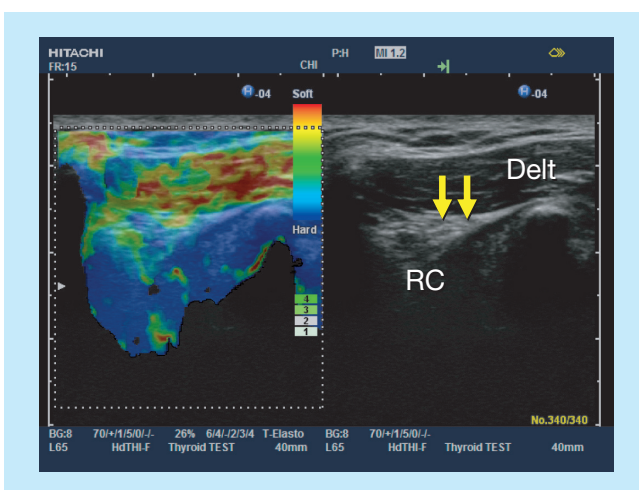 HITACHI P:H MI 1.2
FR:15 CHI
H -04 Soft H -04
Delt
Hard
RC
4
3
2
1
No.340/340
BG:8 70/+/1/5/0/-/- 26% 6/4/-/2/3/4 T-Elasto BG:8 70/+/1/5/0/-/-
L65 HdTHI-F Thyroid TEST 40mm L65 HdTHI-F Thyroid TEST 40mm